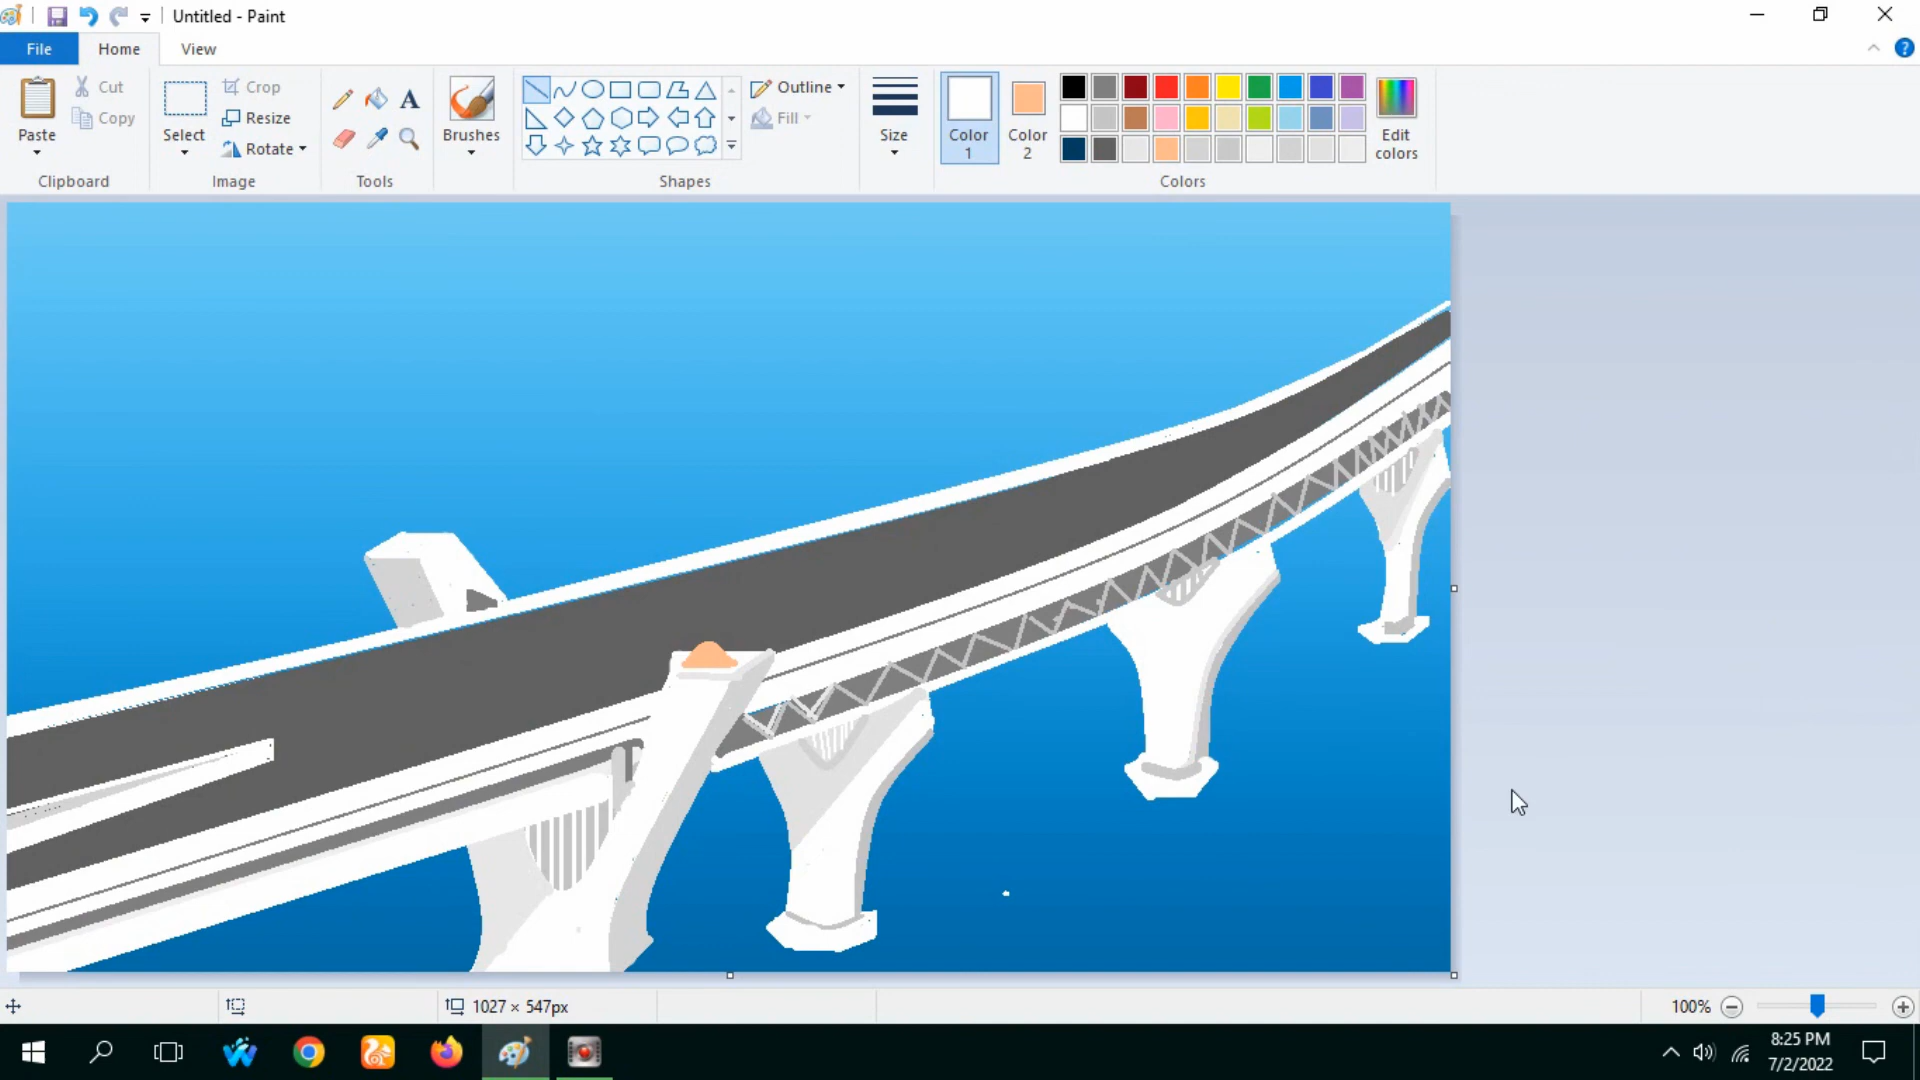 Untitled - Paint
File
Home
View
Paste
Cut
Copy
Clipboard
Select
Crop
Resize
Rotate
Image
A
Tools
Brushes
Outline
Fill
Shapes
Size
Color
1
Color
2
Edit
colors
Colors
1027 × 547px
100%
8:25 PM
7/2/2022